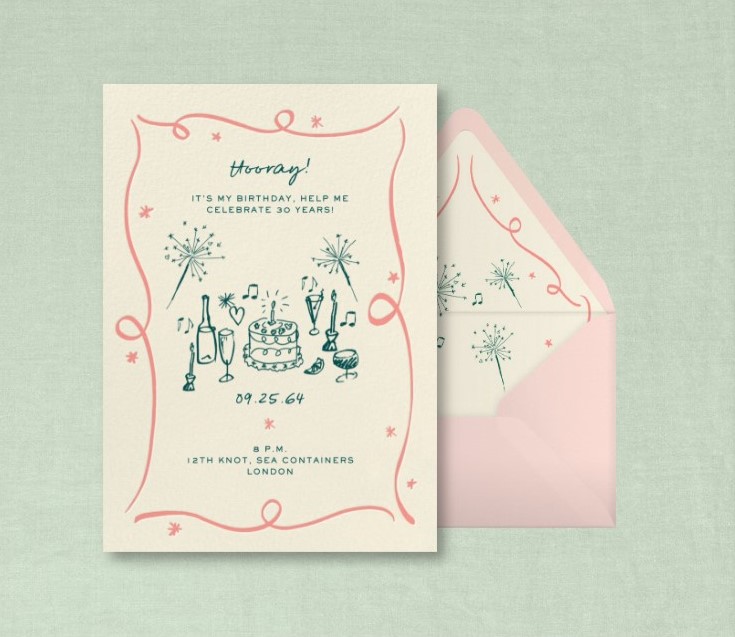 Hooray!
IT'S MY BIRTHDAY, HELP ME
CELEBRATE 30 YEARS!
09.25.64
8 P.M.
12TH KNOT, SEA CONTAINERS
LONDON